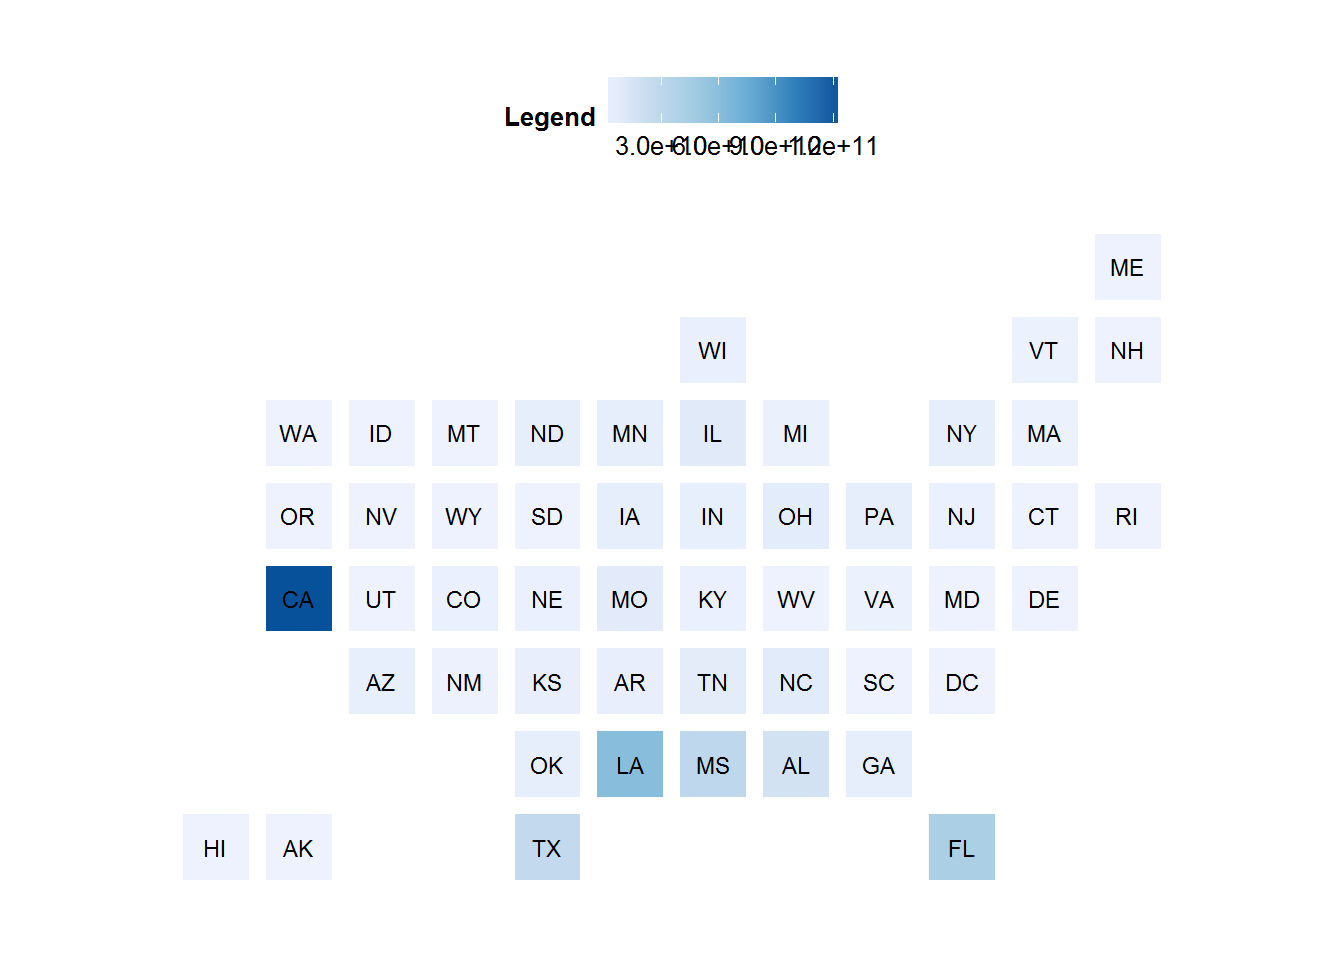 Legend
3.0e+10 6.0e+10 9.0e+10 1.2e+11
ME
WI VT NH
WA ID MT ND MN IL MI NY MA
OR NV WY SD IA IN OH PA NJ CT RI
CA UT CO NE MO KY WV VA MD DE
AZ NM KS AR TN NC SC DC
OK LA MS AL GA
HI AK TX FL